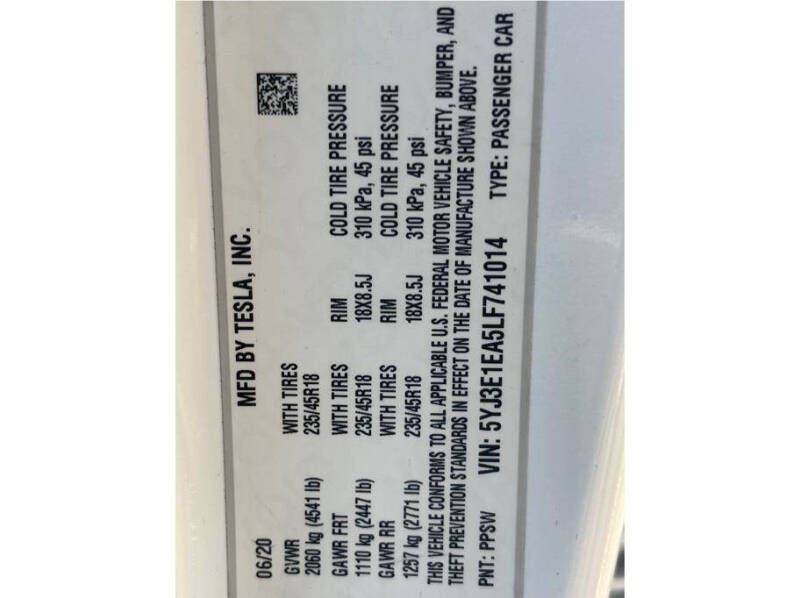 MFD BY TESLA, INC.
06/20
GVWR WITH TIRES
2060 kg (4541 lb) 235/45R18
GAWR FRT WITH TIRES RIM COLD TIRE PRESSURE
1110 kg (2447 lb) 235/45R18 18X8.5J 310 kPa, 45 psi
GAWR RR WITH TIRES RIM COLD TIRE PRESSURE
1257 kg (2771 lb) 235/45R18 18X8.5J 310 kPa, 45 psi
THIS VEHICLE CONFORMS TO ALL APPLICABLE U.S. FEDERAL MOTOR VEHICLE SAFETY, BUMPER, AND
THEFT PREVENTION STANDARDS IN EFFECT ON THE DATE OF MANUFACTURE SHOWN ABOVE.
PNT: PPSW VIN: 5YJ3E1EA5LF741014 TYPE: PASSENGER CAR